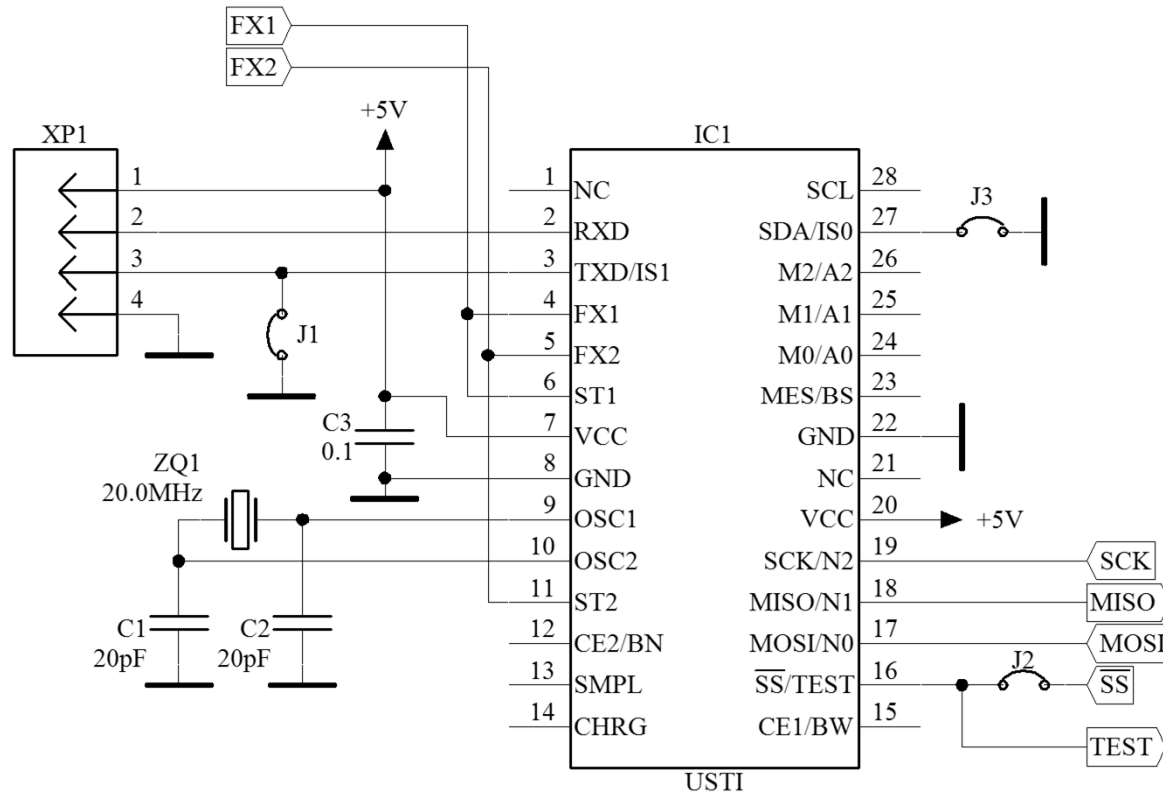 FX1
FX2
+5V
XP1
1
2
3
4
J1
C3
0.1
ZQ1
20.0MHz
C1
20pF
C2
20pF
IC1
1 NC
2 RXD
3 TXD/IS1
4 FX1
5 FX2
6 ST1
7 VCC
8 GND
9 OSC1
10 OSC2
11 ST2
12 CE2/BN
13 SMPL
14 CHRG
SCL 28
SDA/IS0 27
M2/A2 26
M1/A1 25
M0/A0 24
MES/BS 23
GND 22
NC 21
VCC 20
SCK/N2 19
MISO/N1 18
MOSI/N0 17
S̅S̅/TEST 16
CE1/BW 15
USTI
J3
+5V
SCK
MISO
MOSI
J2
S̅S̅
TEST